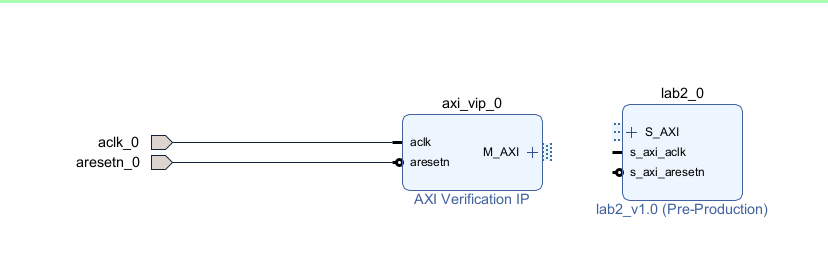 axi_vip_0
lab2_0
aclk_0
aresetn_0
aclk
aresetn
M_AXI
S_AXI
s_axi_aclk
s_axi_aresetn
AXI Verification IP
lab2_v1.0 (Pre-Production)